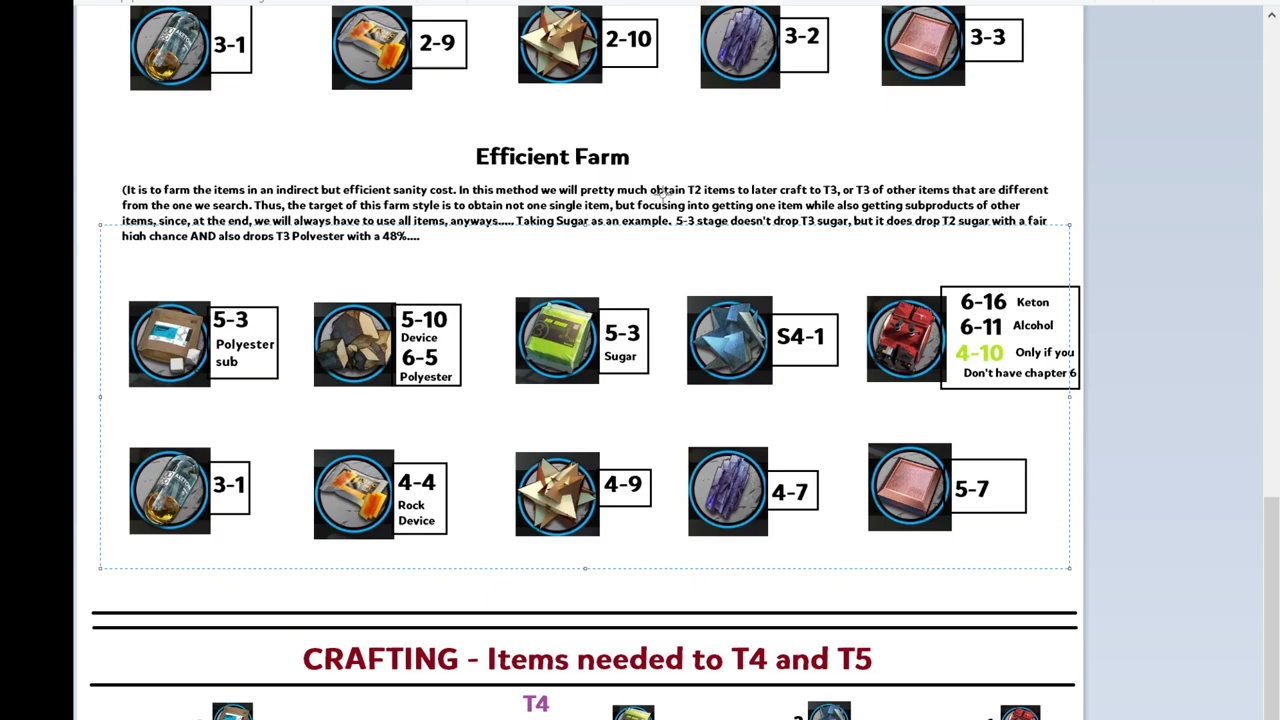 3-1 2-9 2-10 3-2 3-3
Efficient Farm
(It is to farm the items in an indirect but efficient sanity cost. In this method we will pretty much obtain T2 items to later craft to T3, or T3 of other items that are different
from the one we search. Thus, the target of this farm style is to obtain not one single item, but focusing into getting one item while also getting subproducts of other
items, since, at the end, we will always have to use all items, anyways..... Taking Sugar as an example. 5-3 stage doesn't drop T3 sugar, but it does drop T2 sugar with a fair
high chance AND also drops T3 Polyester with a 48%....
5-3
Polyester
sub
5-10
Device
6-5
Polyester
5-3
Sugar
S4-1
6-16 Keton
6-11 Alcohol
4-10 Only if you
Don't have chapter 6
3-1
4-4
Rock
Device
4-9
4-7
5-7
CRAFTING - Items needed to T4 and T5
T4